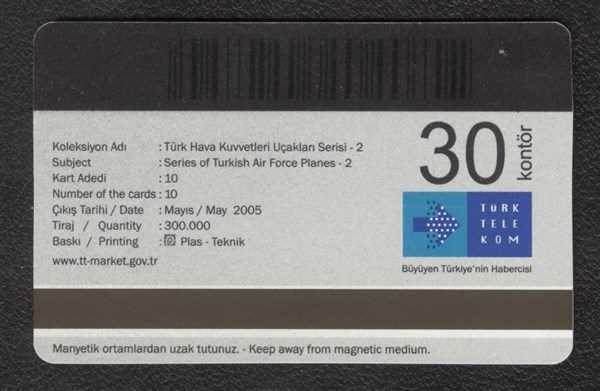 Koleksiyon Adı : Türk Hava Kuvvetleri Uçakları Serisi - 2
Subject : Series of Turkish Air Force Planes - 2
Kart Adedi : 10
Number of the cards : 10
Çıkış Tarihi / Date : Mayıs / May 2005
Tiraj / Quantity : 300.000
Baskı / Printing : Plas - Teknik
www.tt-market.gov.tr
30 kontör
TÜRK
TELE
KOM
Büyüyen Türkiye'nin Habercisi
Manyetik ortamlardan uzak tutunuz. - Keep away from magnetic medium.